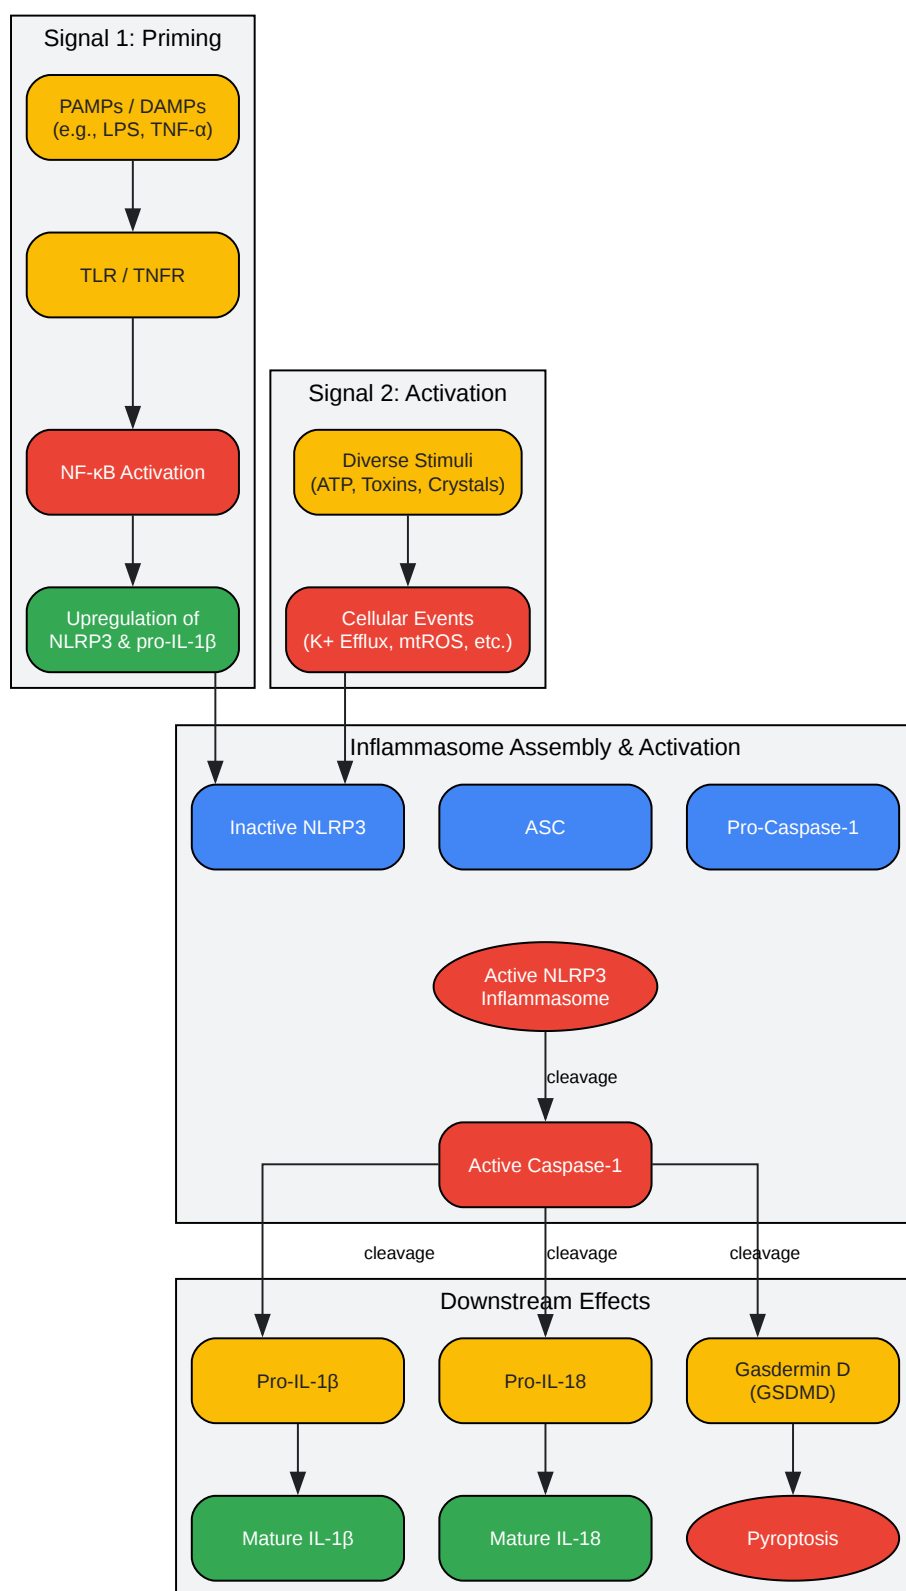 Signal 1: Priming
PAMPs / DAMPs
(e.g., LPS, TNF-α)
TLR / TNFR
NF-κB Activation
Upregulation of
NLRP3 & pro-IL-1β
Signal 2: Activation
Diverse Stimuli
(ATP, Toxins, Crystals)
Cellular Events
(K+ Efflux, mtROS, etc.)
Inflammasome Assembly & Activation
Inactive NLRP3
ASC
Pro-Caspase-1
Active NLRP3
Inflammasome
cleavage
Active Caspase-1
cleavage
cleavage
cleavage
Downstream Effects
Pro-IL-1β
Pro-IL-18
Gasdermin D
(GSDMD)
Mature IL-1β
Mature IL-18
Pyroptosis